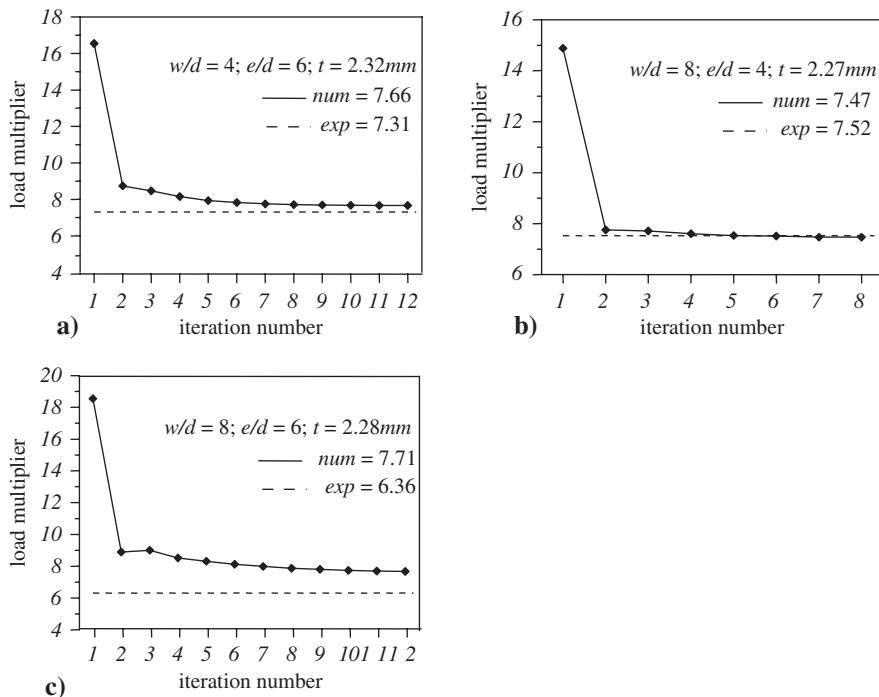 18
16
14
12
10
8
6
4
load multiplier
w/d = 4; e/d = 6; t = 2.32mm
num = 7.66
exp = 7.31
1 2 3 4 5 6 7 8 9 10 11 12
iteration number
a)
16
14
12
10
8
6
load multiplier
w/d = 8; e/d = 4; t = 2.27mm
num = 7.47
exp = 7.52
1 2 3 4 5 6 7 8
iteration number
b)
20
18
16
14
12
10
8
6
4
load multiplier
w/d = 8; e/d = 6; t = 2.28mm
num = 7.71
exp = 6.36
1 2 3 4 5 6 7 8 9 101 11 2
iteration number
c)